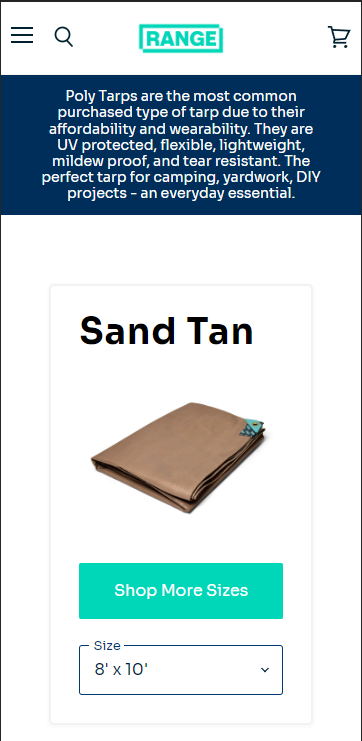 RANGE
Poly Tarps are the most common
purchased type of tarp due to their
affordability and wearability. They are
UV protected, flexible, lightweight,
mildew proof, and tear resistant. The
perfect tarp for camping, yardwork, DIY
projects - an everyday essential.
Sand Tan
Shop More Sizes
Size
8' x 10'